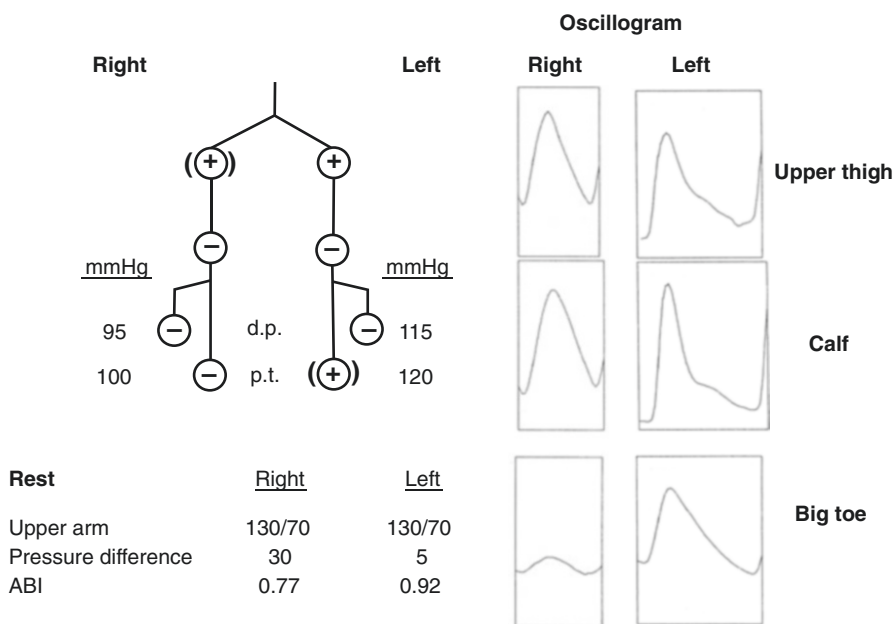 Oscillogram
Right Left Right Left
(+) +
Upper thigh
− −
mmHg mmHg
95 − d.p. − 115
Calf
100 − p.t. (+) 120
Rest Right Left
Big toe
Upper arm 130/70 130/70
Pressure difference 30 5
ABI 0.77 0.92